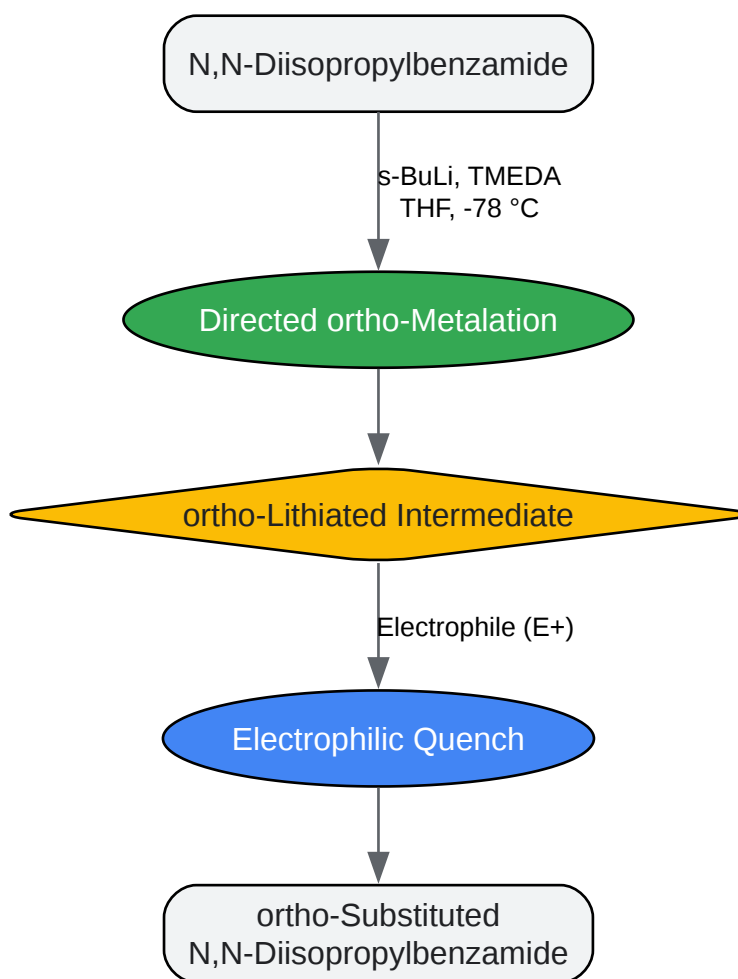 N,N-Diisopropylbenzamide
s-BuLi, TMEDA
THF, -78 °C
Directed ortho-Metalation
ortho-Lithiated Intermediate
Electrophile (E+)
Electrophilic Quench
ortho-Substituted
N,N-Diisopropylbenzamide